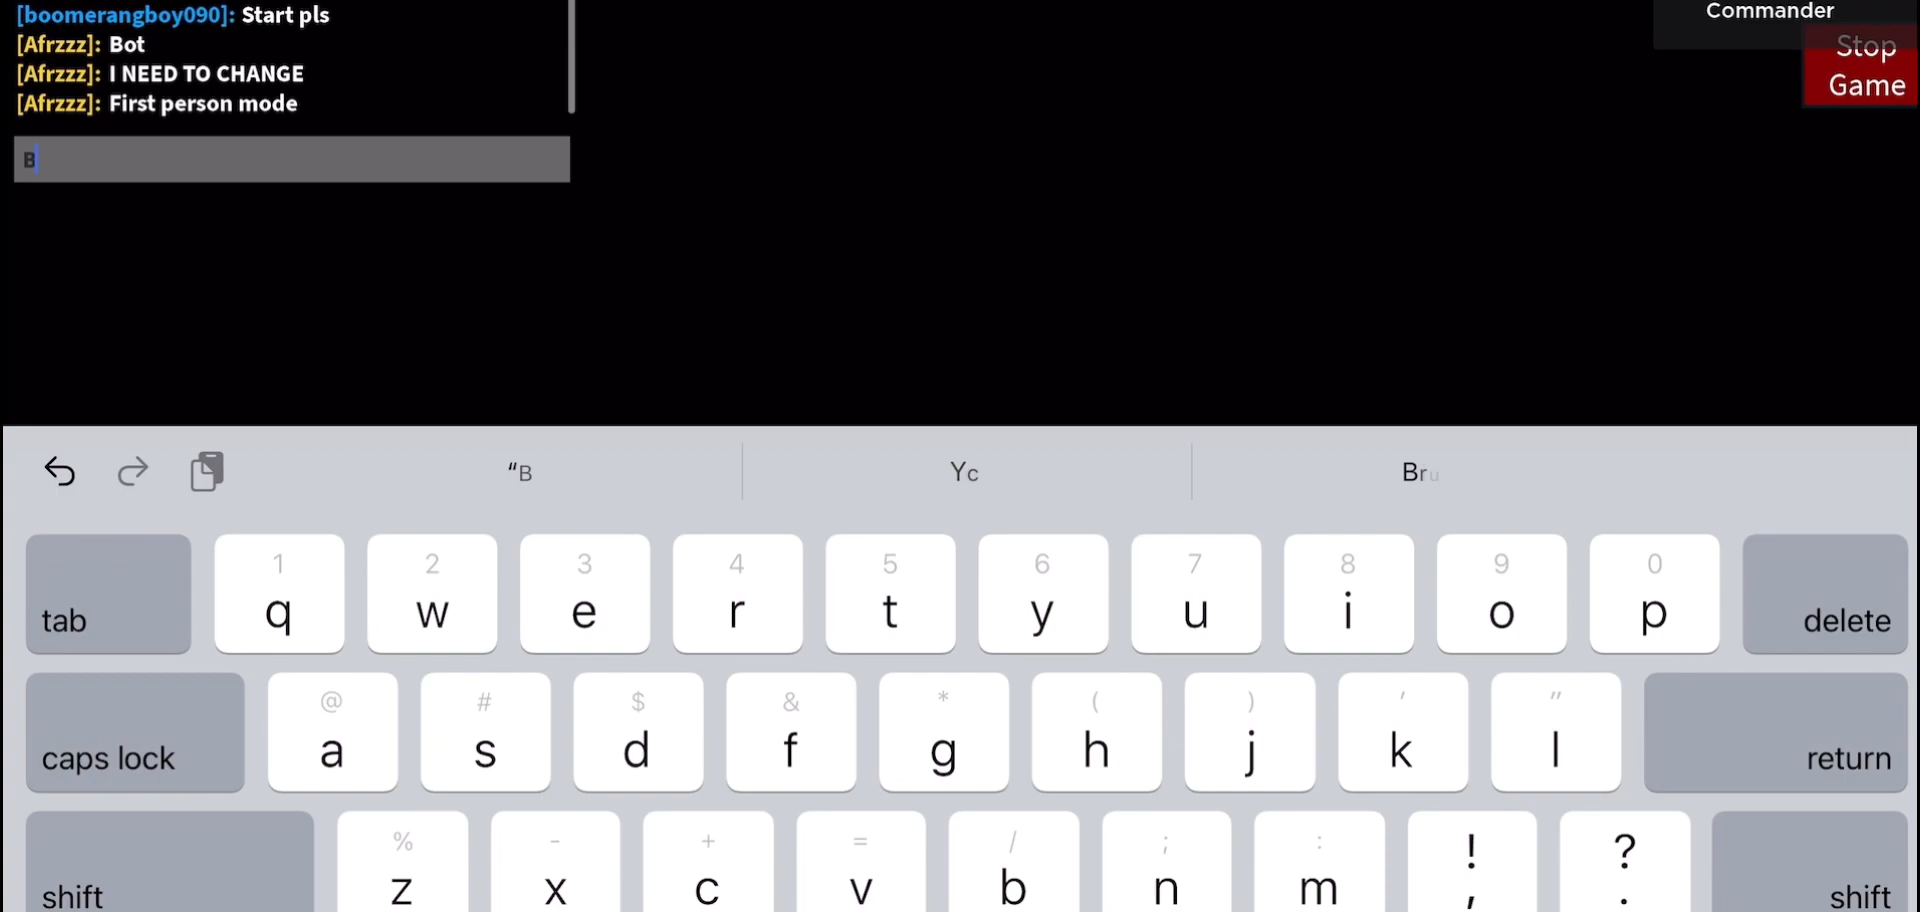 [boomerangboy090]: Start pls
[Afrzzz]: Bot
[Afrzzz]: I NEED TO CHANGE
[Afrzzz]: First person mode
B
Commander
Stop
Game
“B
Yc
Bru
tab
1 2 3 4 5 6 7 8 9 0
q w e r t y u i o p
delete
@ # $ & * ( ) ' "
caps lock
a s d f g h j k l
return
% - + = / ; : ! ?
shift
z x c v b n m , .
shift